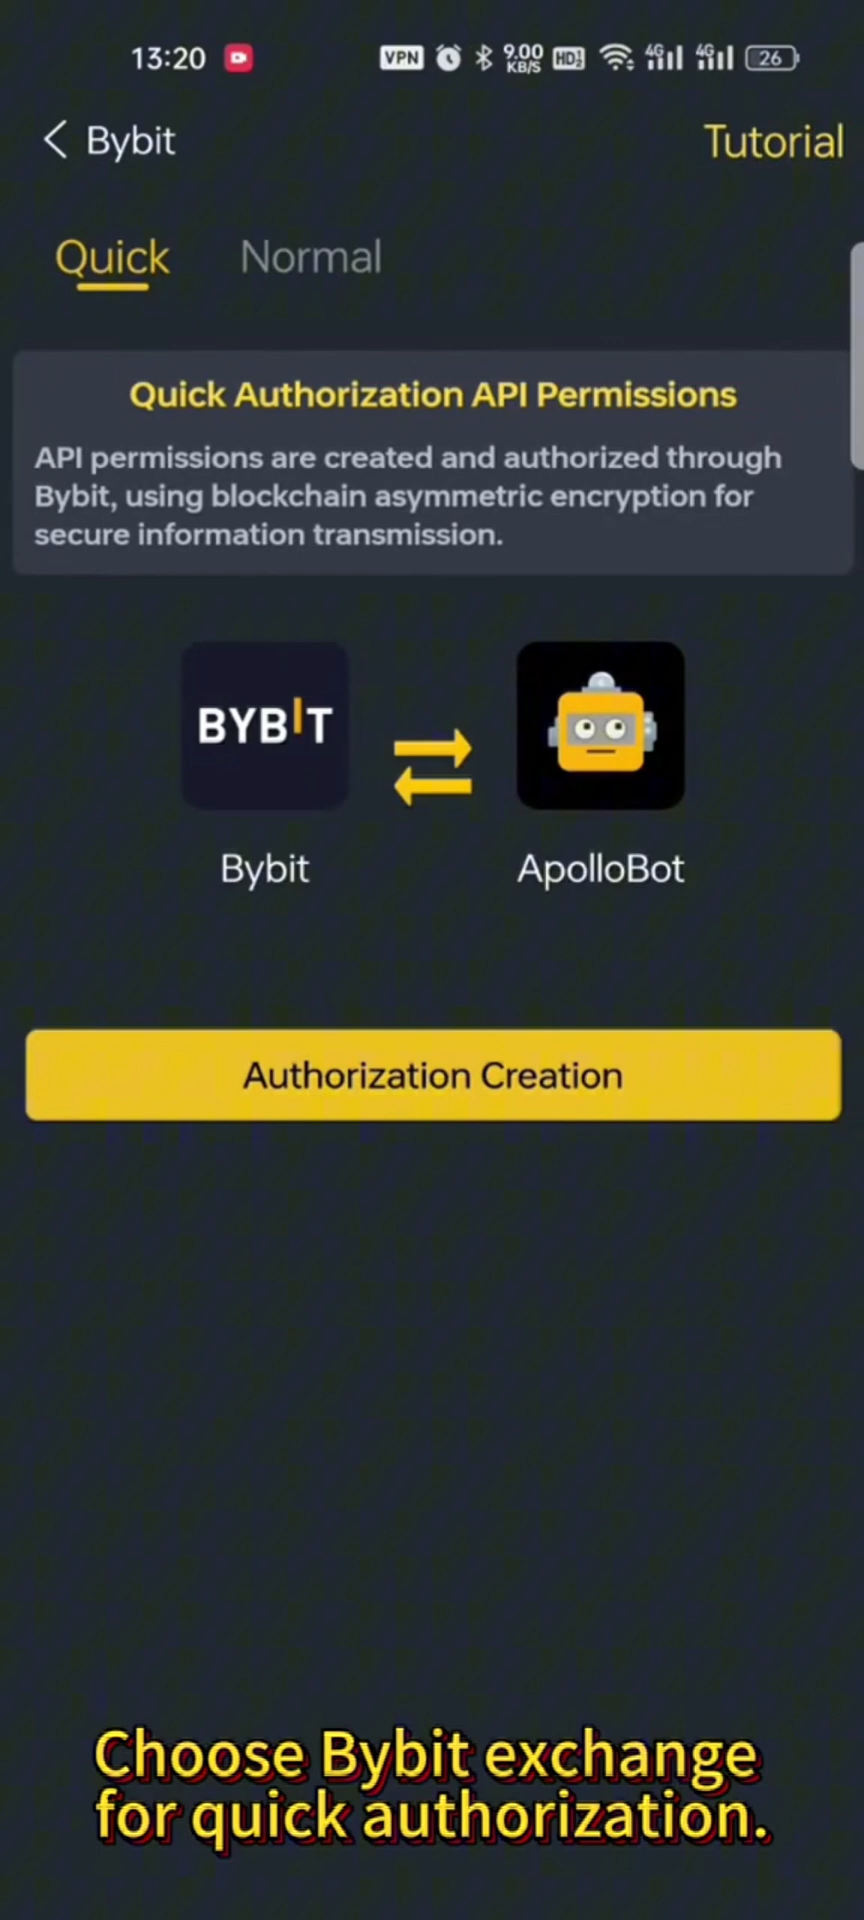 13:20 VPN 9.00 KB/S HD 4G 4G 26
Bybit
Tutorial
Quick Normal
Quick Authorization API Permissions
API permissions are created and authorized through
Bybit, using blockchain asymmetric encryption for
secure information transmission.
BYBIT
Bybit ApolloBot
Authorization Creation
Choose Bybit exchange
for quick authorization.